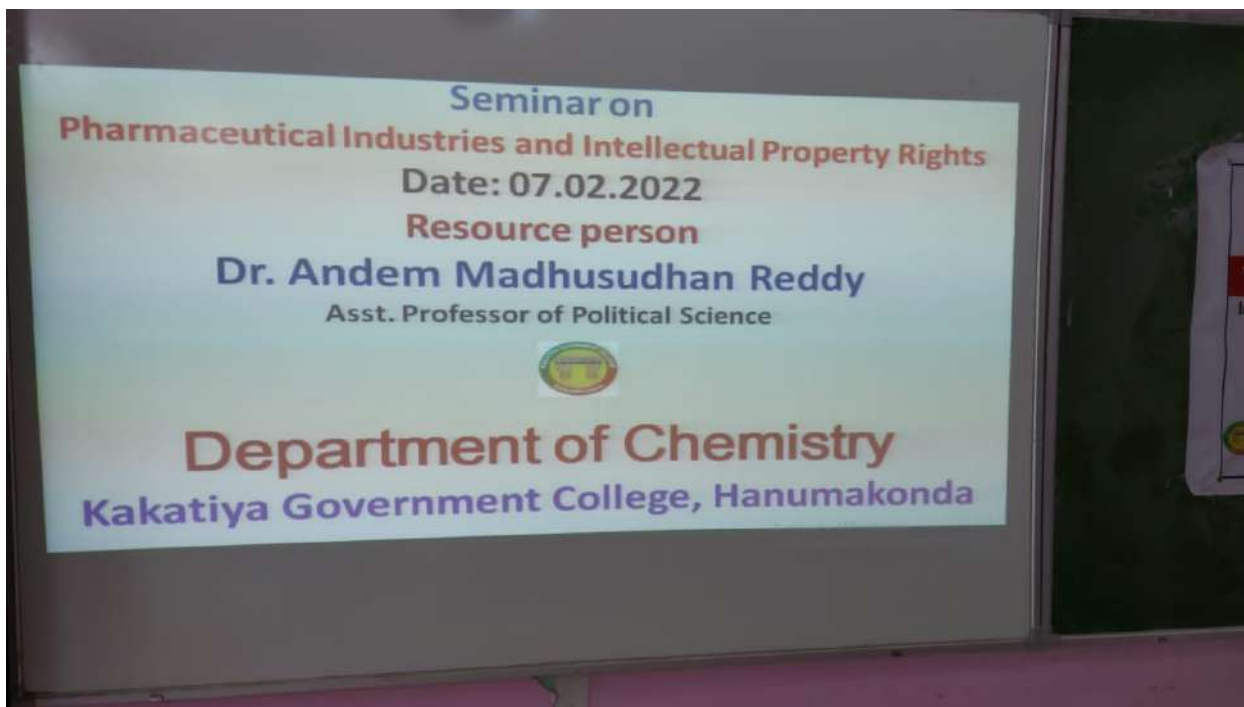 Seminar on
Pharmaceutical Industries and Intellectual Property Rights
Date: 07.02.2022
Resource person
Dr. Andem Madhusudhan Reddy
Asst. Professor of Political Science
Department of Chemistry
Kakatiya Government College, Hanumakonda